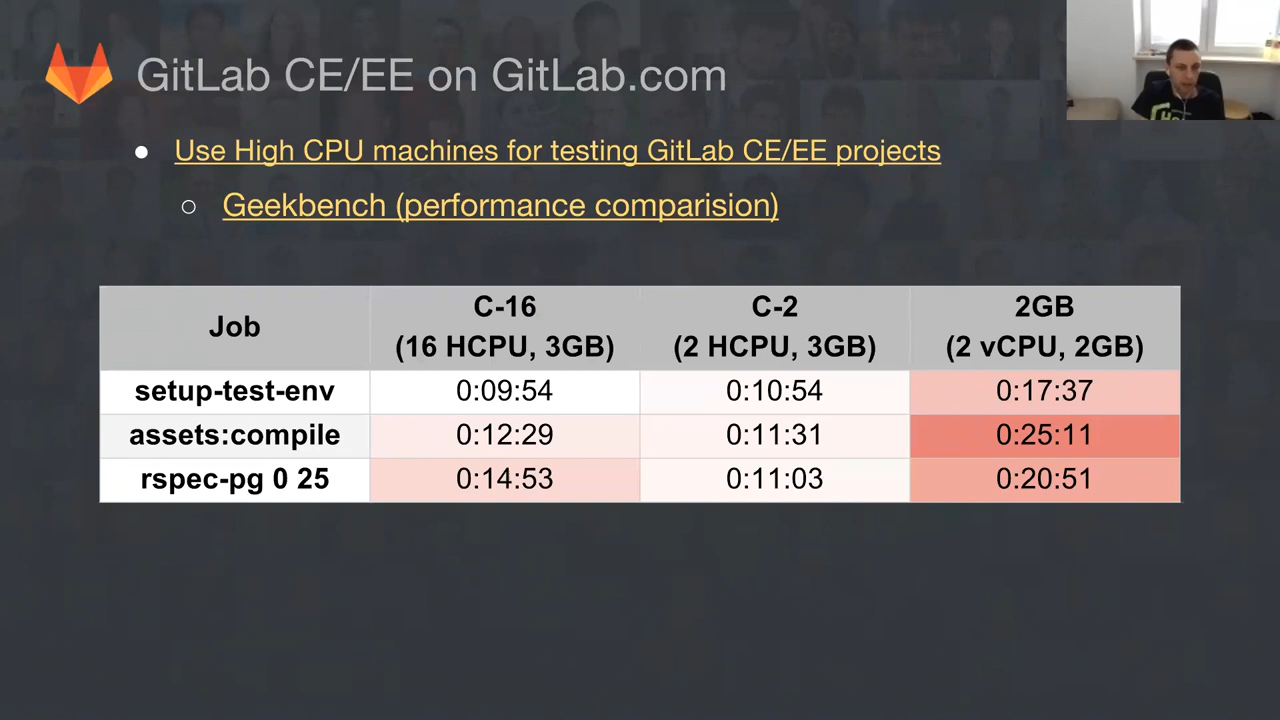 GitLab CE/EE on GitLab.com
● Use High CPU machines for testing GitLab CE/EE projects
○ Geekbench (performance comparision)
Job C-16 (16 HCPU, 3GB) C-2 (2 HCPU, 3GB) 2GB (2 vCPU, 2GB)
setup-test-env 0:09:54 0:10:54 0:17:37
assets:compile 0:12:29 0:11:31 0:25:11
rspec-pg 0 25 0:14:53 0:11:03 0:20:51